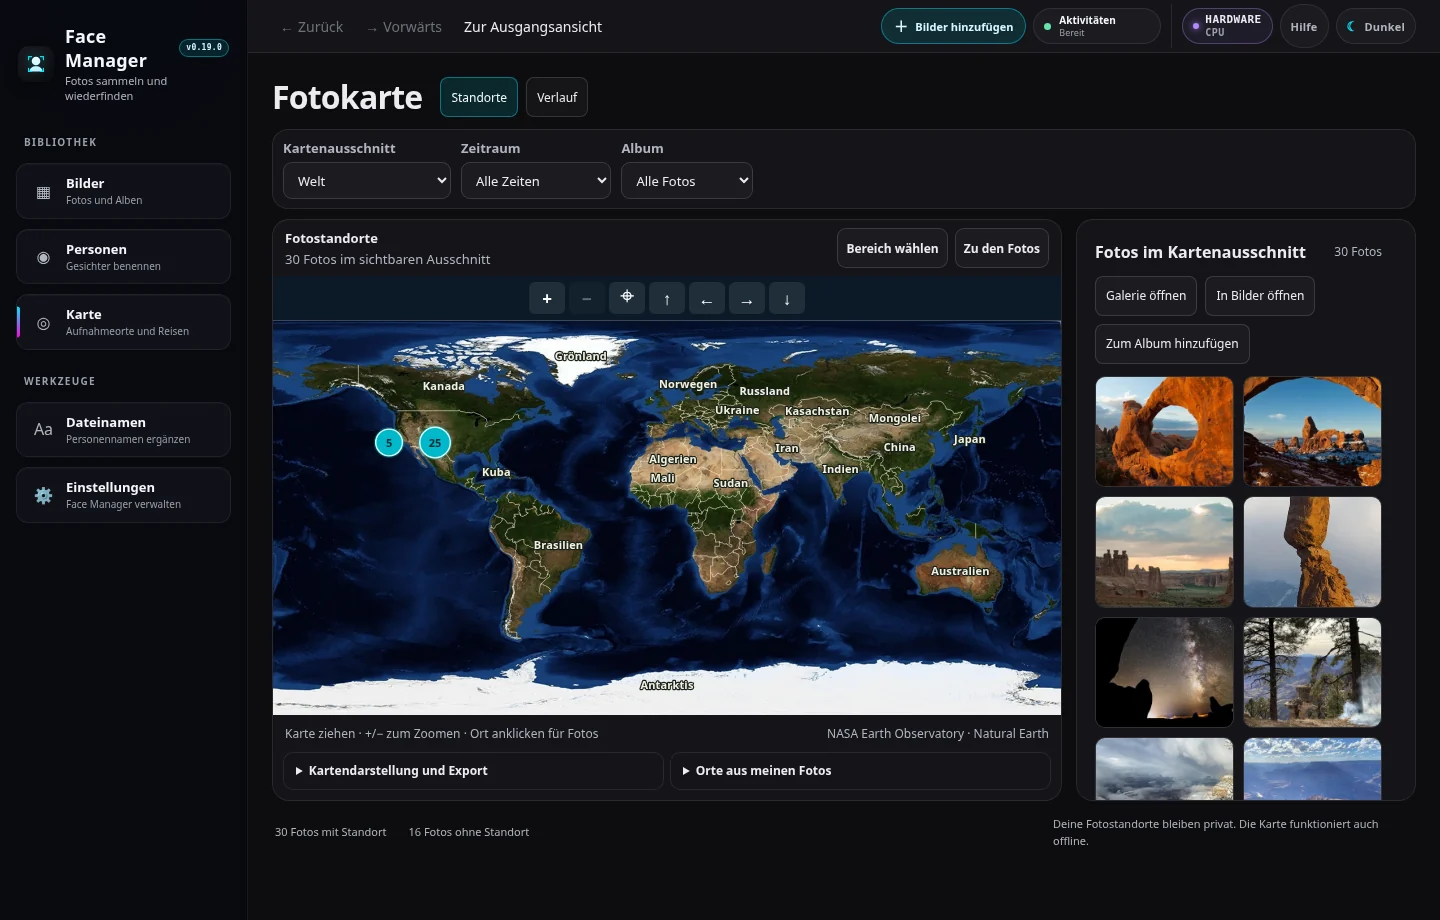 Face
Manager
v0.19.0
Fotos sammeln und
wiederfinden
BIBLIOTHEK
Bilder
Fotos und Alben
Personen
Gesichter benennen
Karte
Aufnahmeorte und Reisen
WERKZEUGE
Aa
Dateinamen
Personennamen ergänzen
Einstellungen
Face Manager verwalten
← Zurück
→ Vorwärts
Zur Ausgangsansicht
+ Bilder hinzufügen
Aktivitäten
Bereit
HARDWARE
CPU
Hilfe
Dunkel
Fotokarte
Standorte
Verlauf
Kartenausschnitt
Zeitraum
Album
Welt
Alle Zeiten
Alle Fotos
Fotostandorte
30 Fotos im sichtbaren Ausschnitt
Bereich wählen
Zu den Fotos
+ − ⌖ ↑ ← → ↓
Grönland
Kanada
Norwegen
Russland
Ukraine
Kasachstan
Mongolei
5
25
Japan
China
Iran
Algerien
Indien
Kuba
Mali
Sudan
Brasilien
Australien
Antarktis
Karte ziehen · +/− zum Zoomen · Ort anklicken für Fotos
NASA Earth Observatory · Natural Earth
Kartendarstellung und Export
Orte aus meinen Fotos
Fotos im Kartenausschnitt
30 Fotos
Galerie öffnen
In Bilder öffnen
Zum Album hinzufügen
30 Fotos mit Standort
16 Fotos ohne Standort
Deine Fotostandorte bleiben privat. Die Karte funktioniert auch
offline.